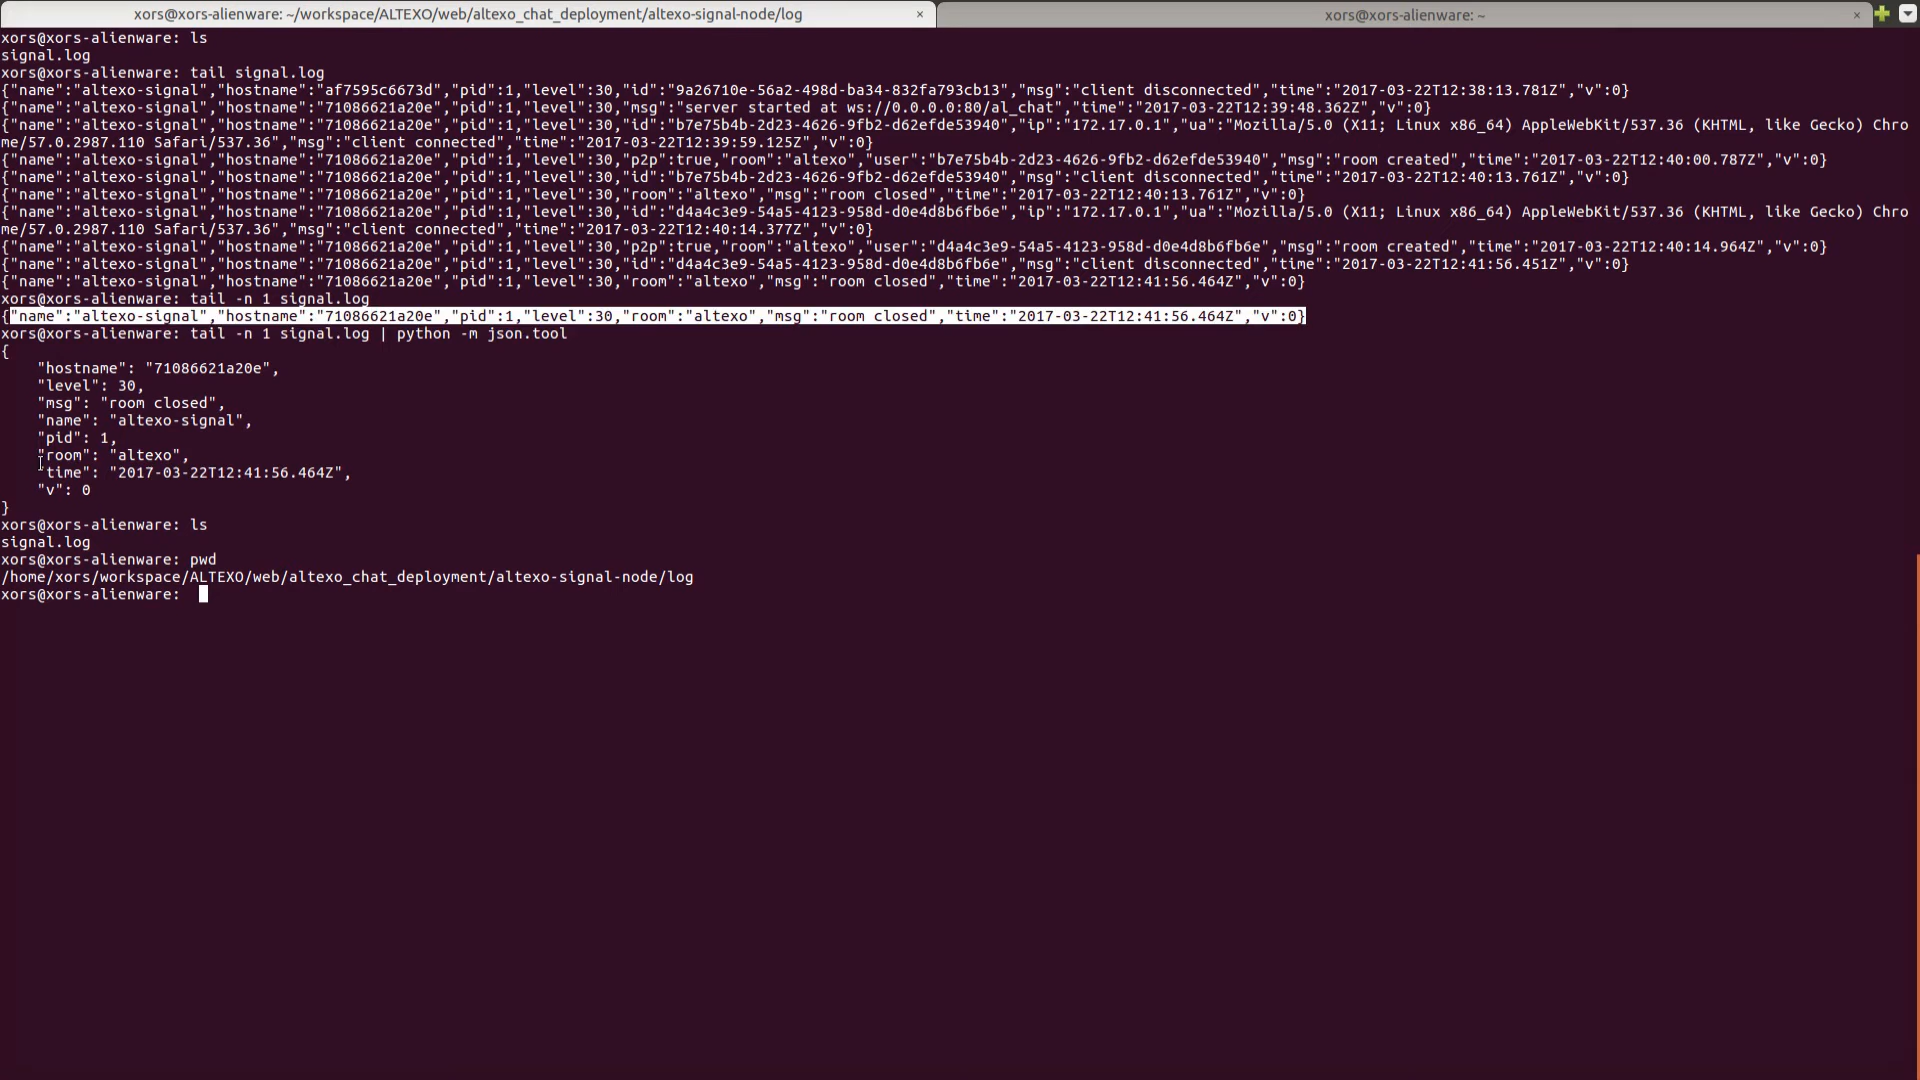 xors@xors-alienware: ~/workspace/ALTEXO/web/altexo_chat_deployment/altexo-signal-node/log × xors@xors-alienware: ~ ×
xors@xors-alienware: ls
signal.log
xors@xors-alienware: tail signal.log
{"name":"altexo-signal","hostname":"af7595c6673d","pid":1,"level":30,"id":"9a26710e-56a2-498d-ba34-832fa793cb13","msg":"client disconnected","time":"2017-03-22T12:38:13.781Z","v":0}
{"name":"altexo-signal","hostname":"71086621a20e","pid":1,"level":30,"msg":"server started at ws://0.0.0.0:80/al_chat","time":"2017-03-22T12:39:48.362Z","v":0}
{"name":"altexo-signal","hostname":"71086621a20e","pid":1,"level":30,"id":"b7e75b4b-2d23-4626-9fb2-d62efde53940","ip":"172.17.0.1","ua":"Mozilla/5.0 (X11; Linux x86_64) AppleWebKit/537.36 (KHTML, like Gecko) Chro
me/57.0.2987.110 Safari/537.36","msg":"client connected","time":"2017-03-22T12:39:59.125Z","v":0}
{"name":"altexo-signal","hostname":"71086621a20e","pid":1,"level":30,"p2p":true,"room":"altexo","user":"b7e75b4b-2d23-4626-9fb2-d62efde53940","msg":"room created","time":"2017-03-22T12:40:00.787Z","v":0}
{"name":"altexo-signal","hostname":"71086621a20e","pid":1,"level":30,"id":"b7e75b4b-2d23-4626-9fb2-d62efde53940","msg":"client disconnected","time":"2017-03-22T12:40:13.761Z","v":0}
{"name":"altexo-signal","hostname":"71086621a20e","pid":1,"level":30,"room":"altexo","msg":"room closed","time":"2017-03-22T12:40:13.761Z","v":0}
{"name":"altexo-signal","hostname":"71086621a20e","pid":1,"level":30,"id":"d4a4c3e9-54a5-4123-958d-d0e4d8b6fb6e","ip":"172.17.0.1","ua":"Mozilla/5.0 (X11; Linux x86_64) AppleWebKit/537.36 (KHTML, like Gecko) Chro
me/57.0.2987.110 Safari/537.36","msg":"client connected","time":"2017-03-22T12:40:14.377Z","v":0}
{"name":"altexo-signal","hostname":"71086621a20e","pid":1,"level":30,"p2p":true,"room":"altexo","user":"d4a4c3e9-54a5-4123-958d-d0e4d8b6fb6e","msg":"room created","time":"2017-03-22T12:40:14.964Z","v":0}
{"name":"altexo-signal","hostname":"71086621a20e","pid":1,"level":30,"id":"d4a4c3e9-54a5-4123-958d-d0e4d8b6fb6e","msg":"client disconnected","time":"2017-03-22T12:41:56.451Z","v":0}
{"name":"altexo-signal","hostname":"71086621a20e","pid":1,"level":30,"room":"altexo","msg":"room closed","time":"2017-03-22T12:41:56.464Z","v":0}
xors@xors-alienware: tail -n 1 signal.log
{"name":"altexo-signal","hostname":"71086621a20e","pid":1,"level":30,"room":"altexo","msg":"room closed","time":"2017-03-22T12:41:56.464Z","v":0}
xors@xors-alienware: tail -n 1 signal.log | python -m json.tool
{
    "hostname": "71086621a20e",
    "level": 30,
    "msg": "room closed",
    "name": "altexo-signal",
    "pid": 1,
    "room": "altexo",
    "time": "2017-03-22T12:41:56.464Z",
    "v": 0
}
xors@xors-alienware: ls
signal.log
xors@xors-alienware: pwd
/home/xors/workspace/ALTEXO/web/altexo_chat_deployment/altexo-signal-node/log
xors@xors-alienware: